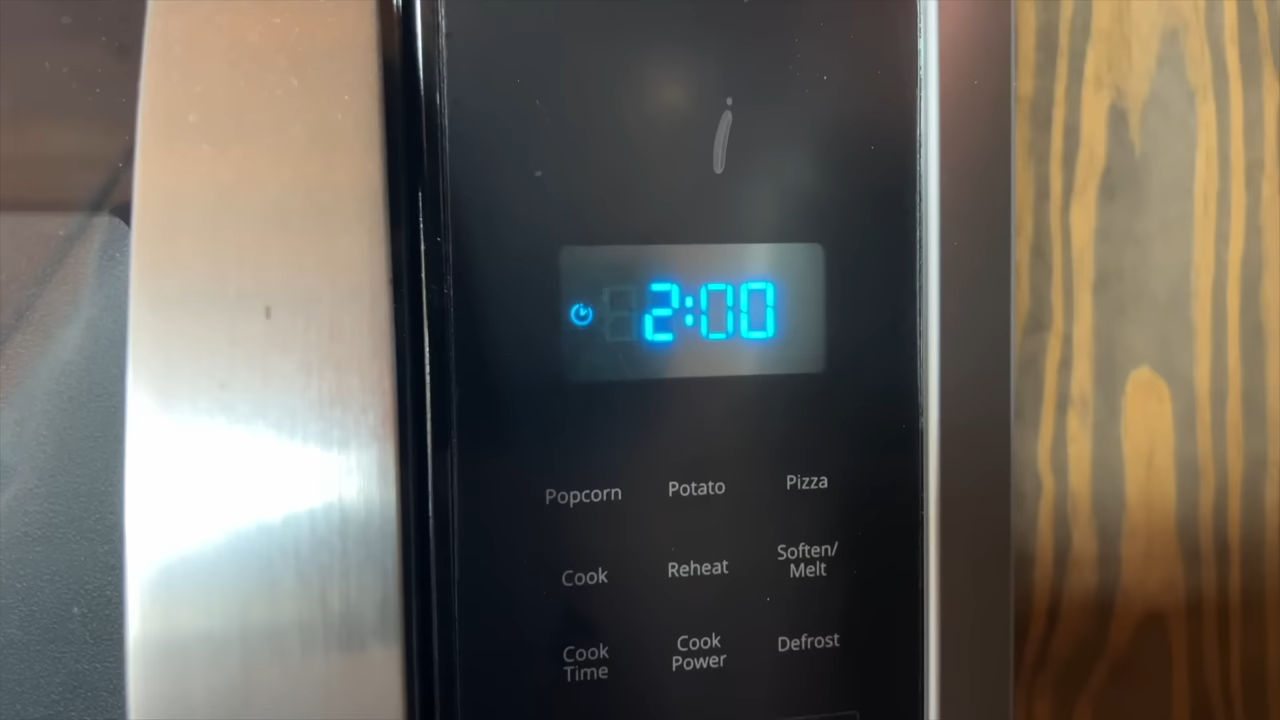 2:00
Popcorn Potato Pizza
Cook Reheat Soften/
Melt
Cook
Time Cook
Power Defrost